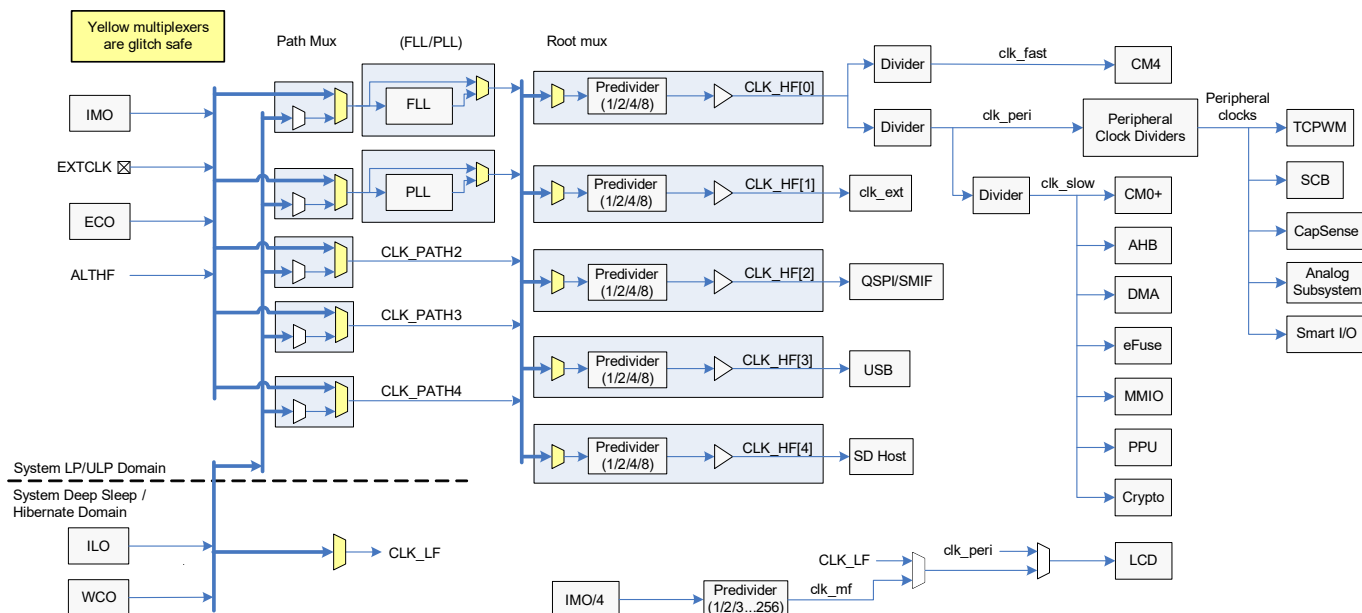 Yellow multiplexers
are glitch safe
Path Mux
(FLL/PLL)
Root mux
IMO
EXTCLK
ECO
ALTHF
FLL
PLL
CLK_PATH2
CLK_PATH3
CLK_PATH4
Predivider
(1/2/4/8)
CLK_HF[0]
Predivider
(1/2/4/8)
CLK_HF[1]
clk_ext
Predivider
(1/2/4/8)
CLK_HF[2]
QSPI/SMIF
Predivider
(1/2/4/8)
CLK_HF[3]
USB
Predivider
(1/2/4/8)
CLK_HF[4]
SD Host
Divider
clk_fast
CM4
Divider
clk_peri
Peripheral
Clock Dividers
Peripheral
clocks
TCPWM
SCB
CapSense
Analog
Subsystem
Smart I/O
Divider
clk_slow
CM0+
AHB
DMA
eFuse
MMIO
PPU
Crypto
System LP/ULP Domain
System Deep Sleep /
Hibernate Domain
ILO
WCO
CLK_LF
IMO/4
Predivider
(1/2/3...256)
clk_mf
CLK_LF
clk_peri
LCD